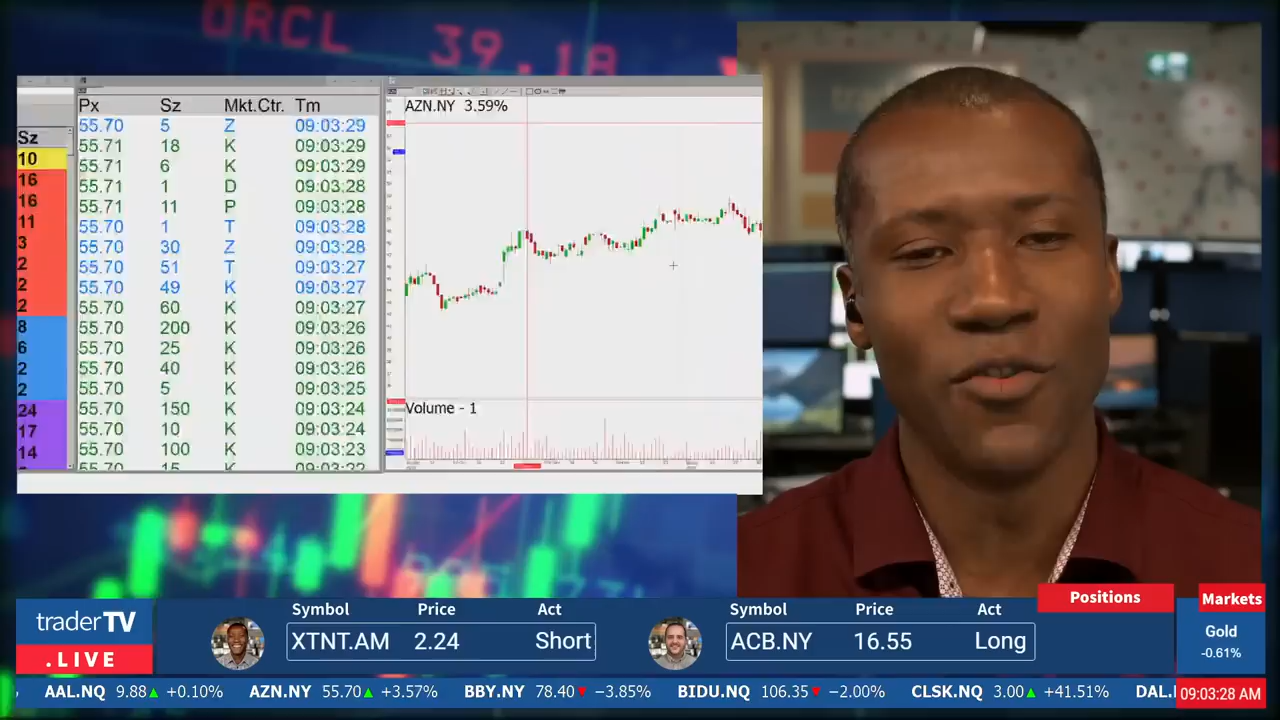 ORCL 39.18
AZN.NY 3.59%
Px Sz Mkt.Ctr. Tm
55.70 5 Z 09:03:29
55.71 18 K 09:03:29
55.71 6 K 09:03:29
55.71 1 D 09:03:28
55.71 11 P 09:03:28
55.70 1 T 09:03:28
55.70 30 Z 09:03:28
55.70 51 T 09:03:27
55.70 49 K 09:03:27
55.70 60 K 09:03:27
55.70 200 K 09:03:26
55.70 25 K 09:03:26
55.70 40 K 09:03:26
55.70 5 K 09:03:25
55.70 150 K 09:03:24
55.70 10 K 09:03:24
55.70 100 K 09:03:23
55.70 15 K 09:03:22
Sz
10
16
16
11
3
2
2
2
8
6
2
2
24
17
14
Volume - 1
Positions
Markets
traderTV
.LIVE
Symbol Price Act
XTNT.AM 2.24 Short
Symbol Price Act
ACB.NY 16.55 Long
Gold
-0.61%
AAL.NQ 9.88 +0.10% AZN.NY 55.70 +3.57% BBY.NY 78.40 −3.85% BIDU.NQ 106.35 −2.00% CLSK.NQ 3.00 +41.51% DAL.
09:03:28 AM